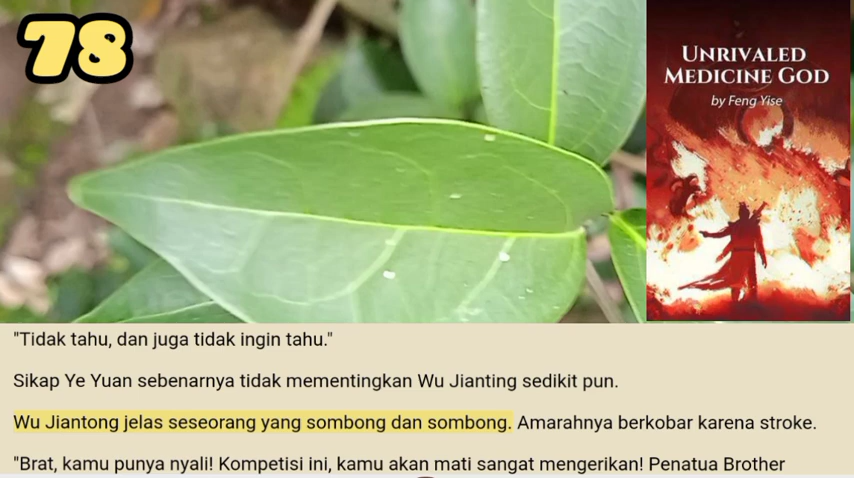 78
UNRIVALED
MEDICINE GOD
by Feng Yise
"Tidak tahu, dan juga tidak ingin tahu."
Sikap Ye Yuan sebenarnya tidak mementingkan Wu Jianting sedikit pun.
Wu Jiantong jelas seseorang yang sombong dan sombong. Amarahnya berkobar karena stroke.
"Brat, kamu punya nyali! Kompetisi ini, kamu akan mati sangat mengerikan! Penatua Brother